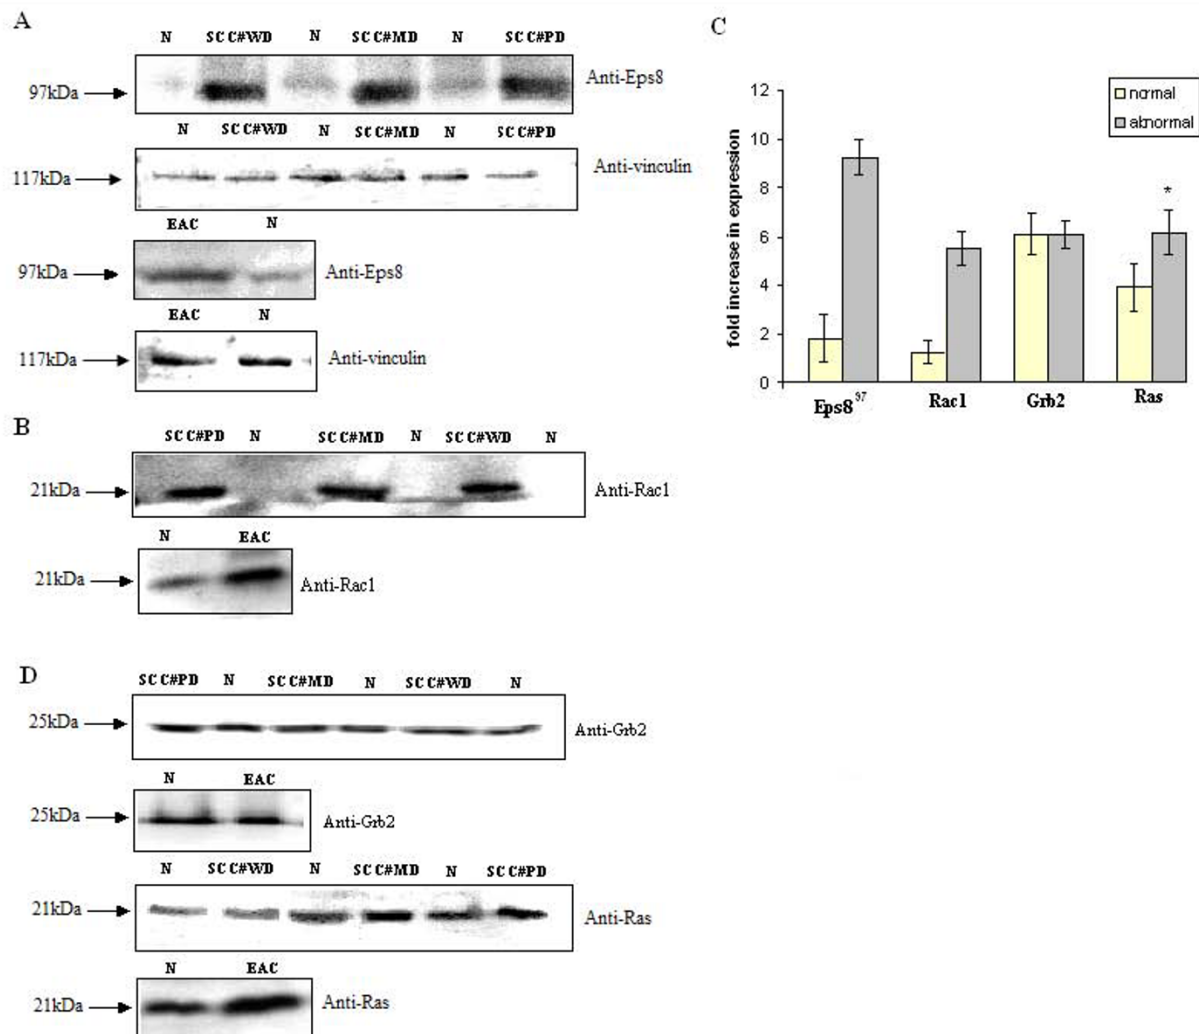 A
N SCC#WD N SCC#MD N SCC#PD
97kDa
Anti-Eps8
N SCC#WD N SCC#MD N SCC#PD
117kDa
Anti-vinculin
EAC N
97kDa
Anti-Eps8
EAC N
117kDa
Anti-vinculin
B
SCC#PD N SCC#MD N SCC#WD N
21kDa
Anti-Rac1
N EAC
21kDa
Anti-Rac1
C
normal
abnormal
fold increase in expression
12
10
8
6
4
2
0
*
Eps8⁹⁷ Rac1 Grb2 Ras
D
SCC#PD N SCC#MD N SCC#WD N
25kDa
Anti-Grb2
N EAC
25kDa
Anti-Grb2
N SCC#WD N SCC#MD N SCC#PD
21kDa
Anti-Ras
N EAC
21kDa
Anti-Ras